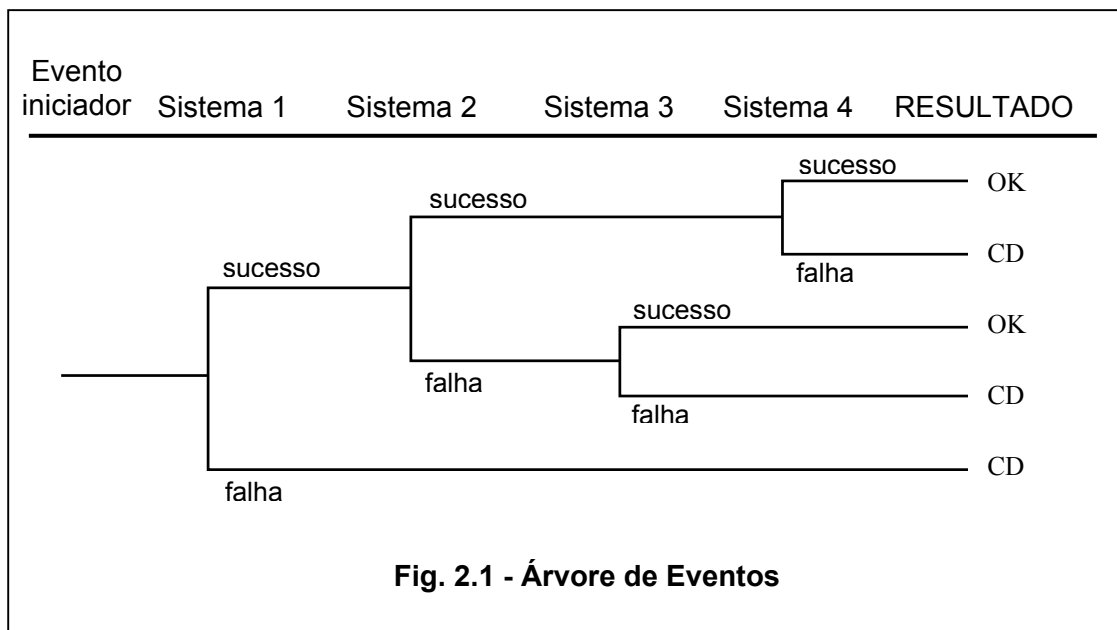 Evento
iniciador Sistema 1 Sistema 2 Sistema 3 Sistema 4 RESULTADO
sucesso OK
sucesso
falha CD
sucesso
sucesso OK
falha
falha CD
falha CD
Fig. 2.1 - Árvore de Eventos